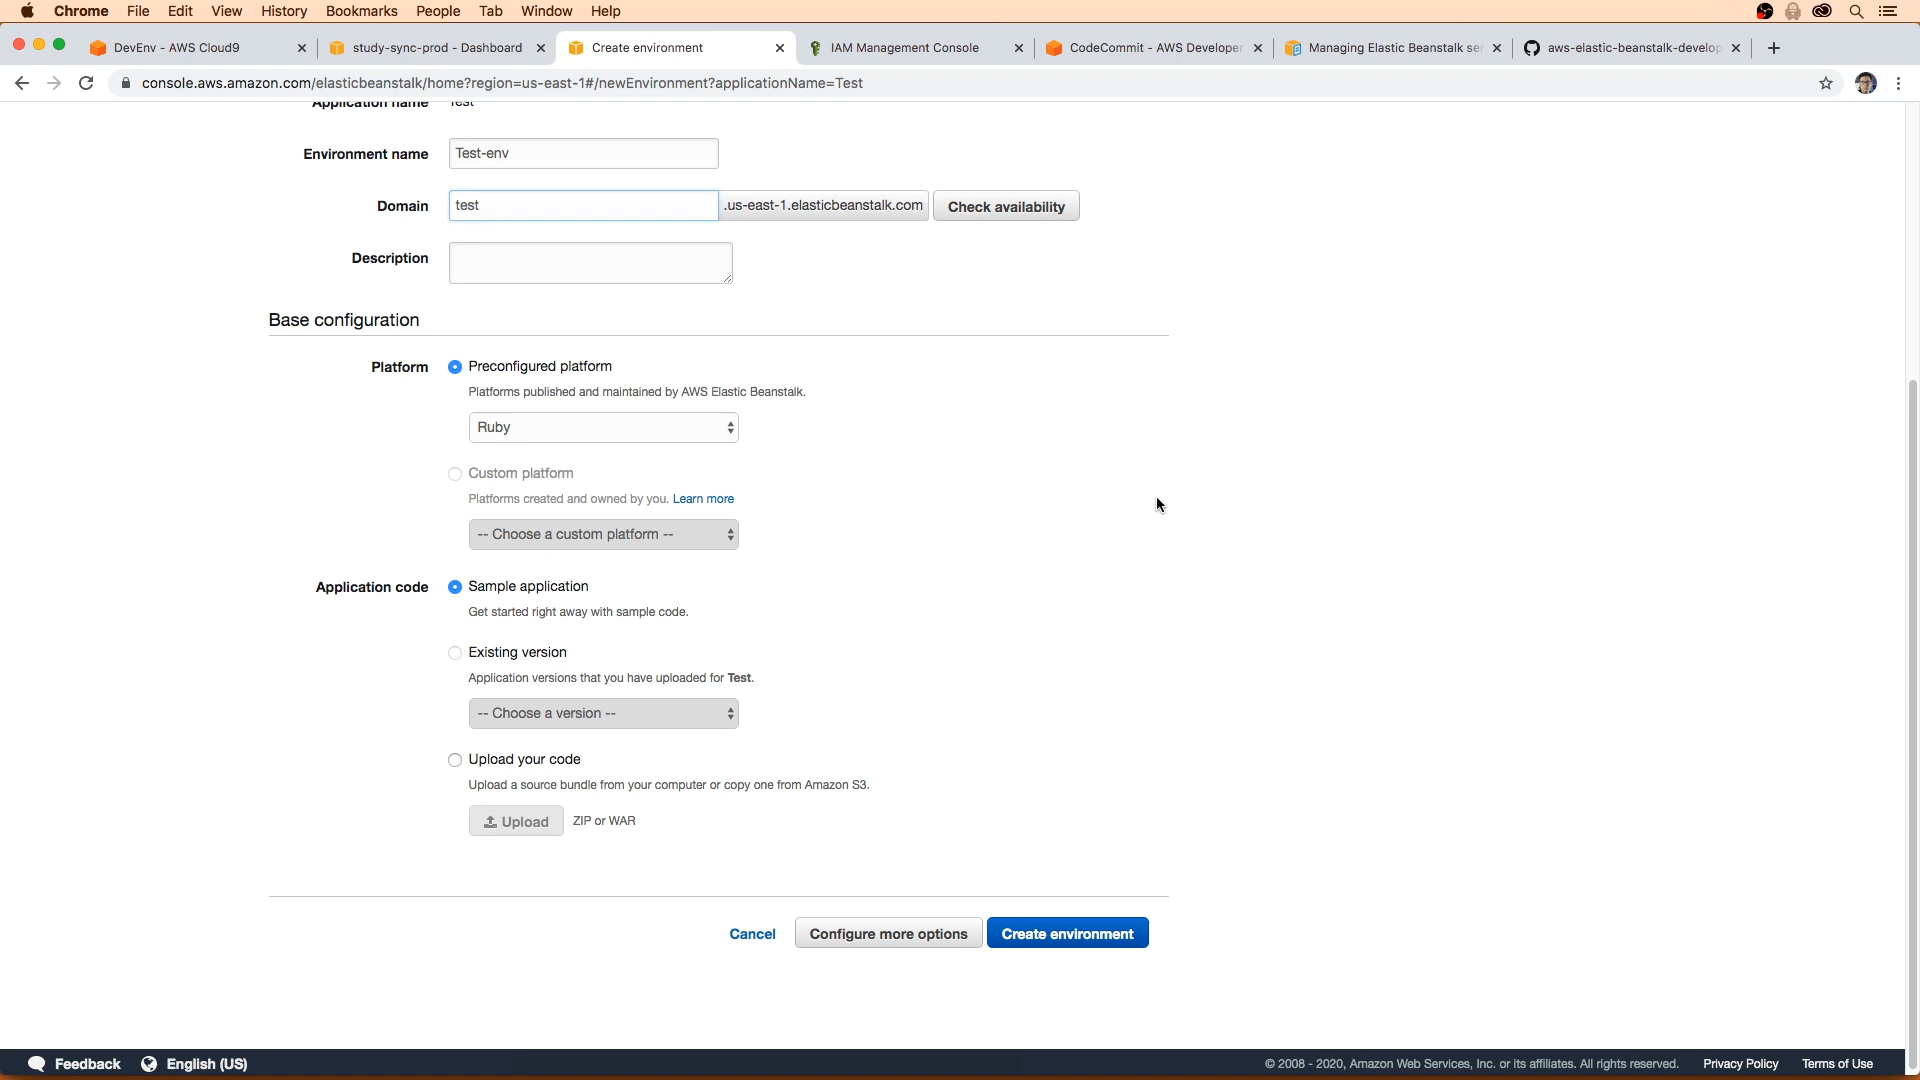 Chrome File Edit View History Bookmarks People Tab Window Help
DevEnv - AWS Cloud9
study-sync-prod - Dashboard
Create environment
IAM Management Console
CodeCommit - AWS Developer
Managing Elastic Beanstalk ser
aws-elastic-beanstalk-develop
console.aws.amazon.com/elasticbeanstalk/home?region=us-east-1#/newEnvironment?applicationName=Test
Application name Test
Environment name Test-env
Domain test .us-east-1.elasticbeanstalk.com Check availability
Description
Base configuration
Platform Preconfigured platform
Platforms published and maintained by AWS Elastic Beanstalk.
Ruby
Custom platform
Platforms created and owned by you. Learn more
-- Choose a custom platform --
Application code Sample application
Get started right away with sample code.
Existing version
Application versions that you have uploaded for Test.
-- Choose a version --
Upload your code
Upload a source bundle from your computer or copy one from Amazon S3.
Upload ZIP or WAR
Cancel Configure more options Create environment
Feedback English (US) © 2008 - 2020, Amazon Web Services, Inc. or its affiliates. All rights reserved. Privacy Policy Terms of Use